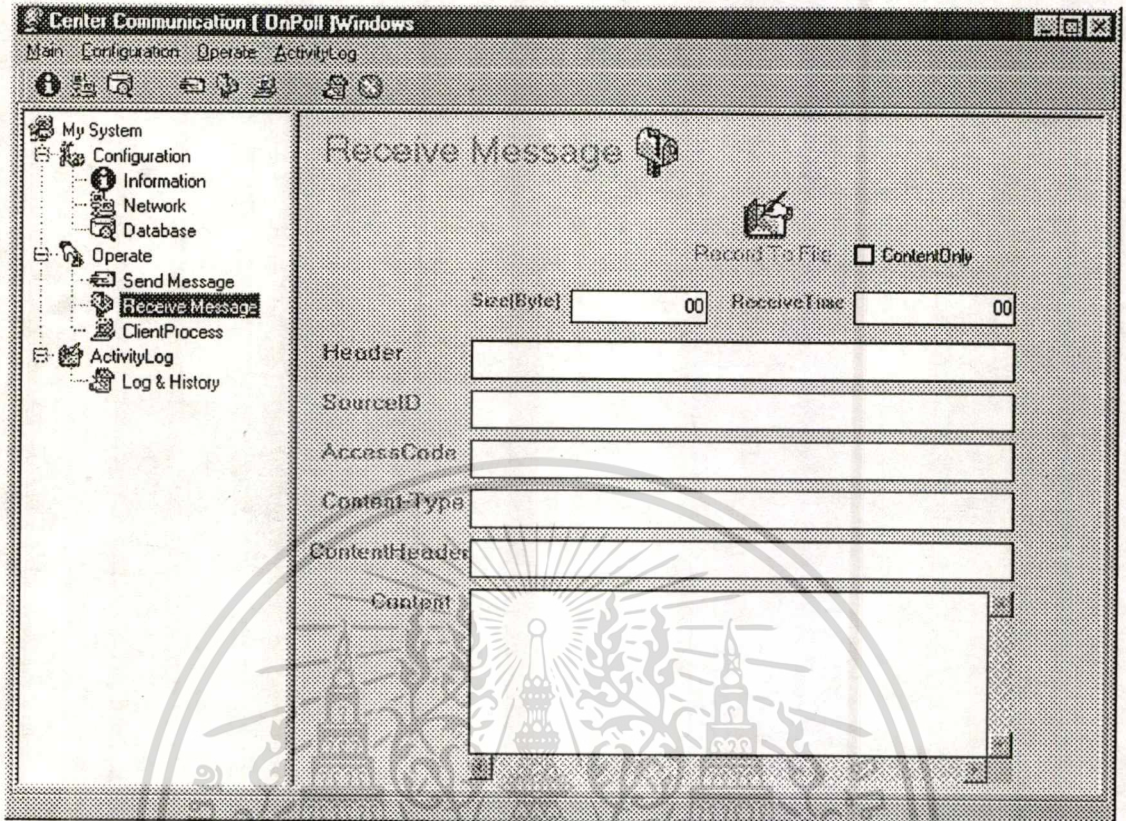 Center Communication [ OnPoll ]Windows
Main Configuration Operate ActivityLog
My System
Configuration
Information
Network
Database
Operate
Send Message
Receive Message
ClientProcess
ActivityLog
Log & History
Receive Message
Record To File ContentOnly
Size[Byte] 00 ReceiveTime 00
Header
SourceID
AccessCode
Content-Type
ContentHeader
Content